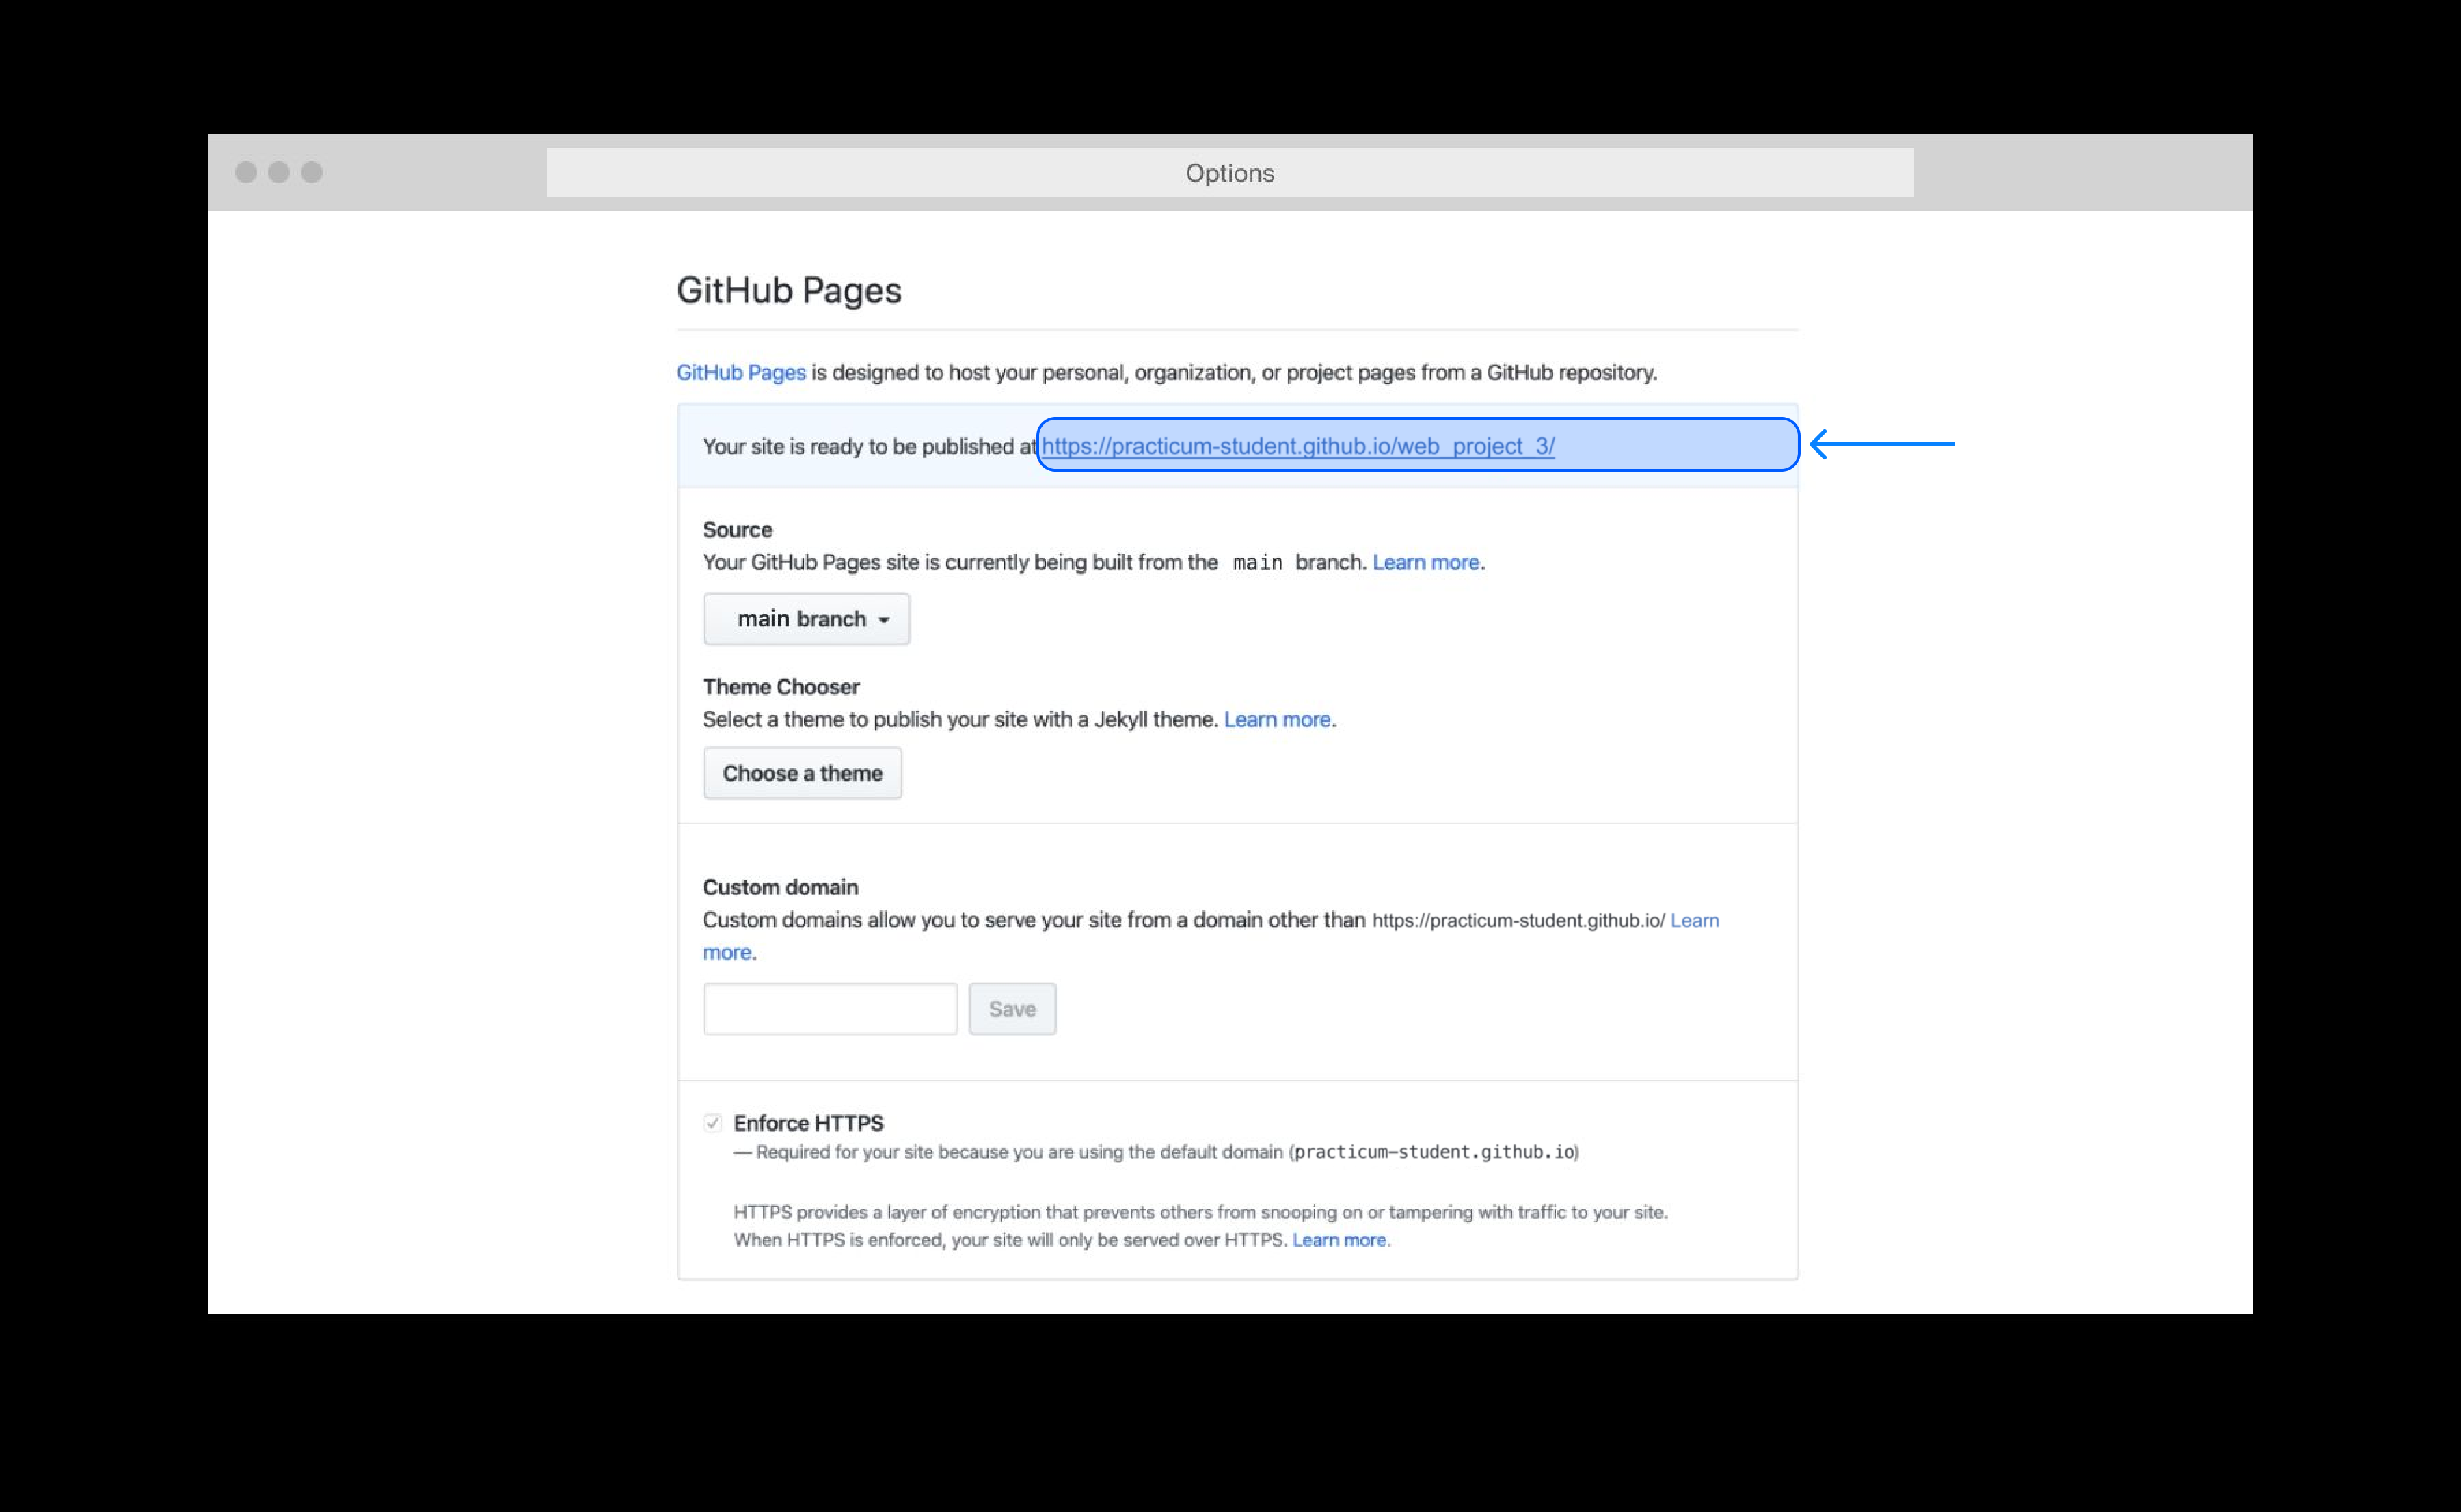 Options
GitHub Pages
GitHub Pages is designed to host your personal, organization, or project pages from a GitHub repository.
Your site is ready to be published at https://practicum-student.github.io/web_project_3/
Source
Your GitHub Pages site is currently being built from the main branch. Learn more.
main branch
Theme Chooser
Select a theme to publish your site with a Jekyll theme. Learn more.
Choose a theme
Custom domain
Custom domains allow you to serve your site from a domain other than https://practicum-student.github.io/ Learn
more.
Save
Enforce HTTPS
— Required for your site because you are using the default domain (practicum-student.github.io)
HTTPS provides a layer of encryption that prevents others from snooping on or tampering with traffic to your site.
When HTTPS is enforced, your site will only be served over HTTPS. Learn more.